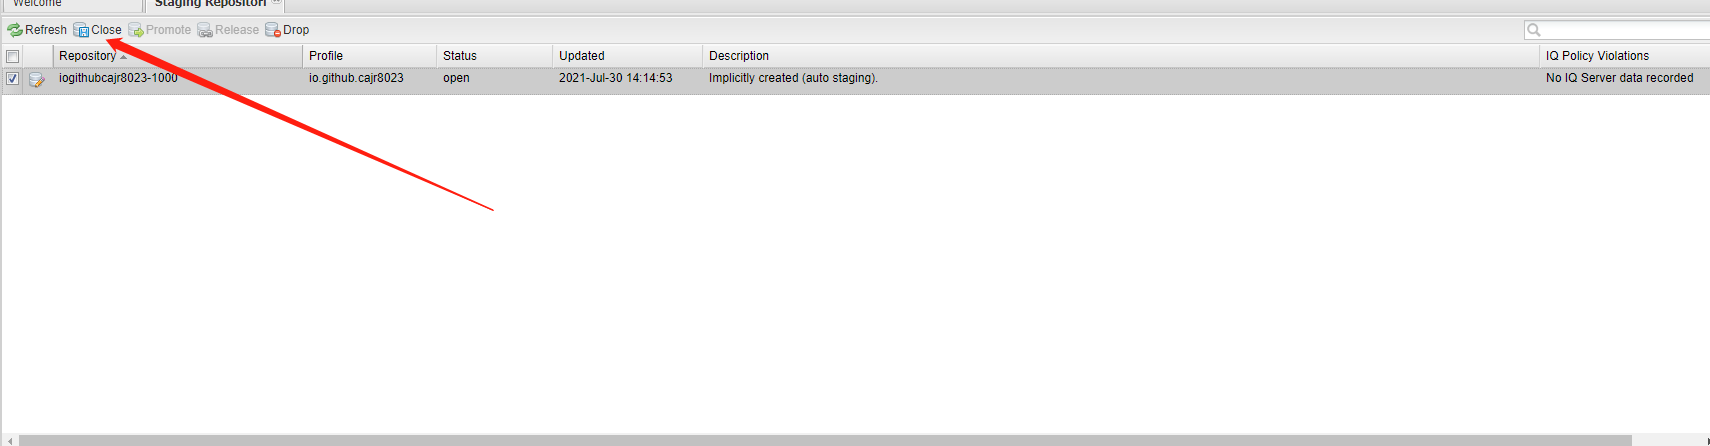 Welcome Staging Repositori
Refresh Close Promote Release Drop
Repository Profile Status Updated Description IQ Policy Violations
iogithubcajr8023-1000 io.github.cajr8023 open 2021-Jul-30 14:14:53 Implicitly created (auto staging). No IQ Server data recorded